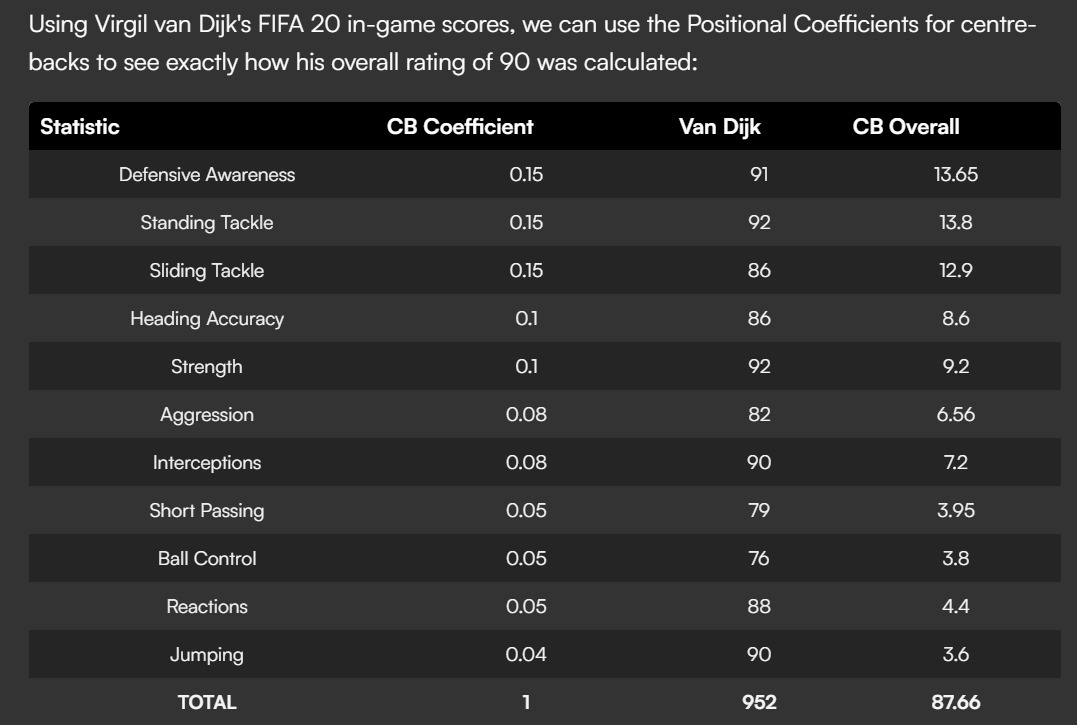 Using Virgil van Dijk's FIFA 20 in-game scores, we can use the Positional Coefficients for centre-
backs to see exactly how his overall rating of 90 was calculated:
Statistic CB Coefficient Van Dijk CB Overall
Defensive Awareness 0.15 91 13.65
Standing Tackle 0.15 92 13.8
Sliding Tackle 0.15 86 12.9
Heading Accuracy 0.1 86 8.6
Strength 0.1 92 9.2
Aggression 0.08 82 6.56
Interceptions 0.08 90 7.2
Short Passing 0.05 79 3.95
Ball Control 0.05 76 3.8
Reactions 0.05 88 4.4
Jumping 0.04 90 3.6
TOTAL 1 952 87.66